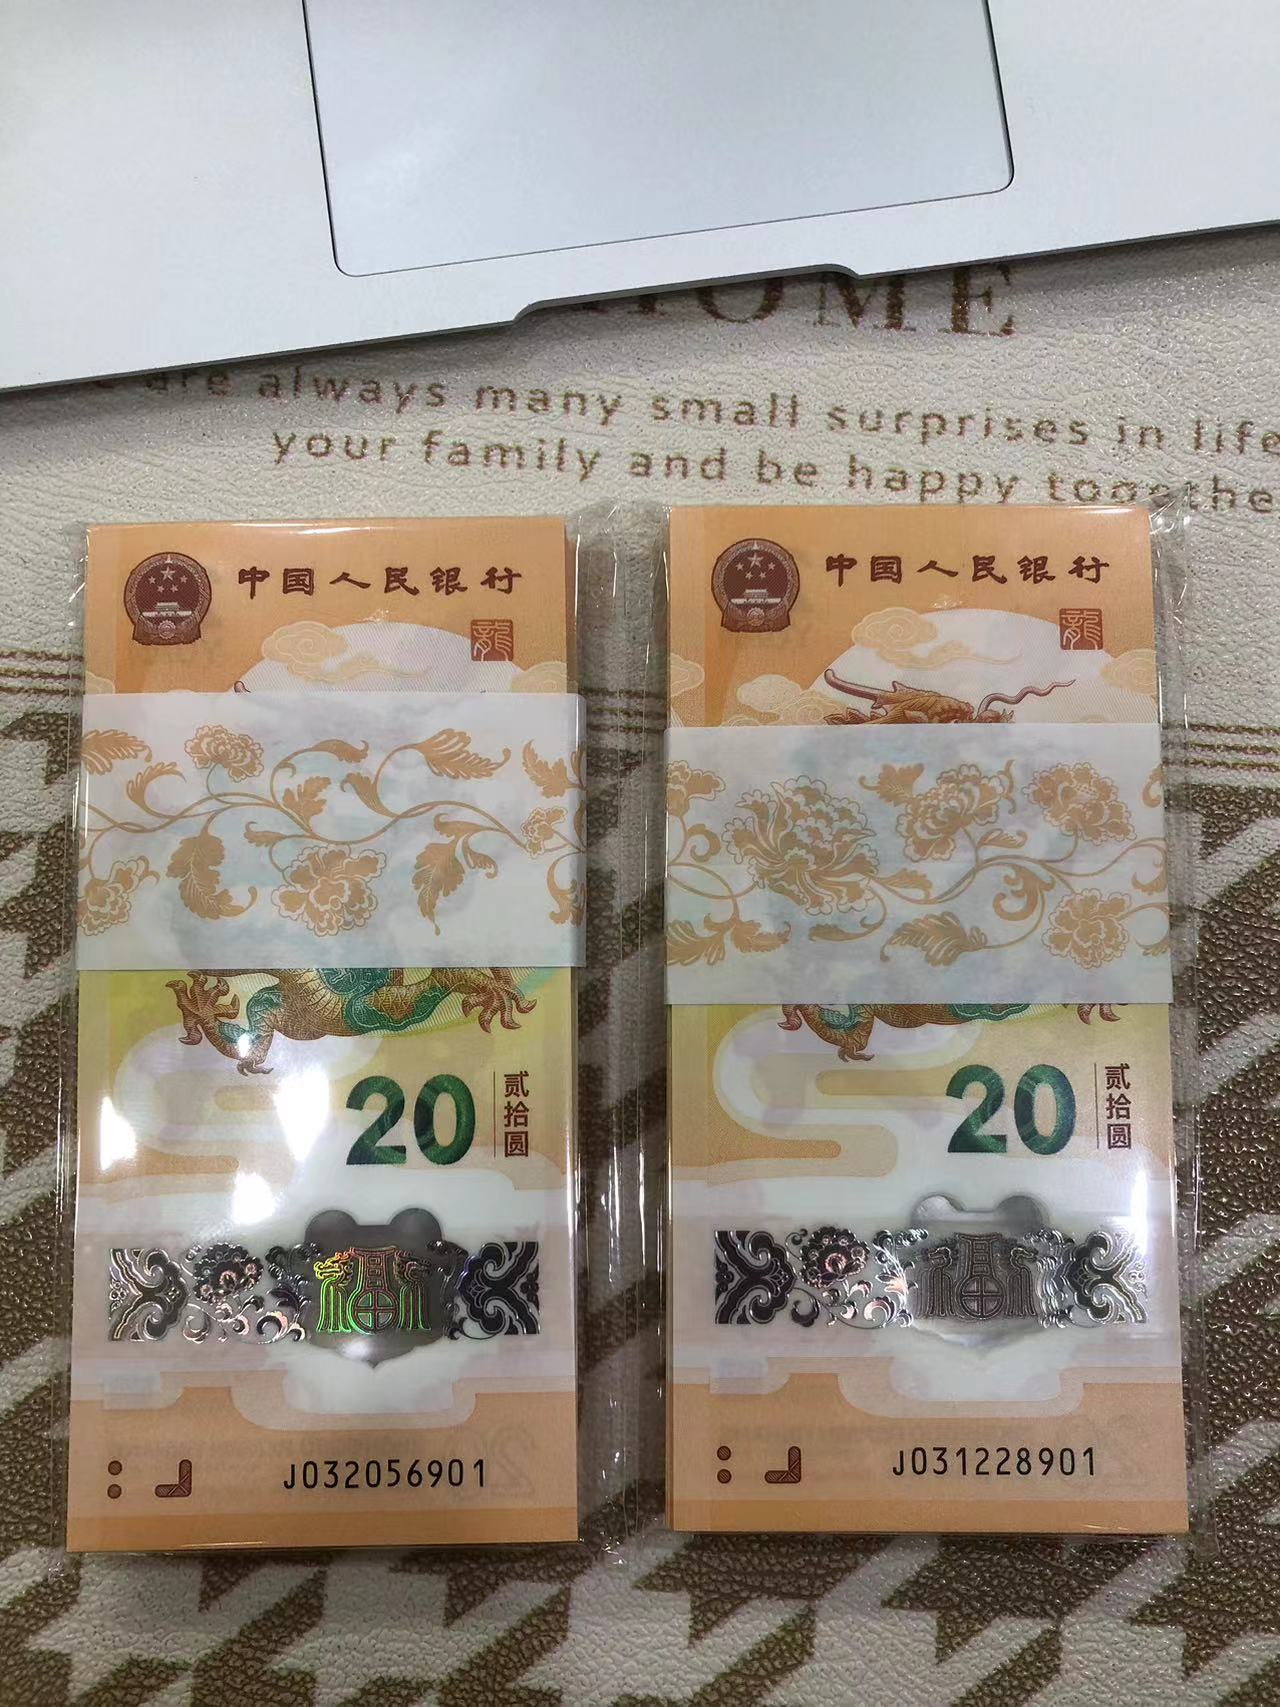 HOME
are always many small surprises in life
your family and be happy togethe
中国人民银行
龍
20
贰拾圆
福
J032056901
中国人民银行
龍
20
贰拾圆
福
J031228901